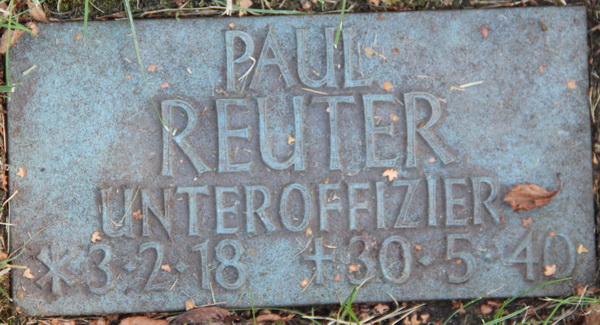 PAUL
REUTER
UNTEROFFIZIER
*3·2·18 +30·5·40